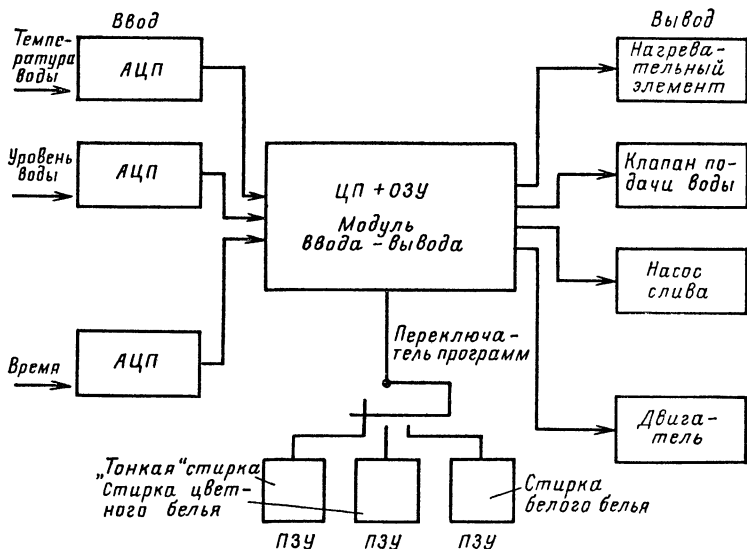 Ввод
Темпе-
ратура
воды
АЦП
Уровень
воды
АЦП
Время
АЦП
ЦП + ОЗУ
Модуль
ввода - вывода
Переключа-
тель программ
Вывод
Нагрева-
тельный
элемент
Клапан по-
дачи воды
Насос
слива
Двига-
тель
„Тонкая“ стирка
Стирка цвет-
ного белья
Стирка
белого белья
ПЗУ
ПЗУ
ПЗУ